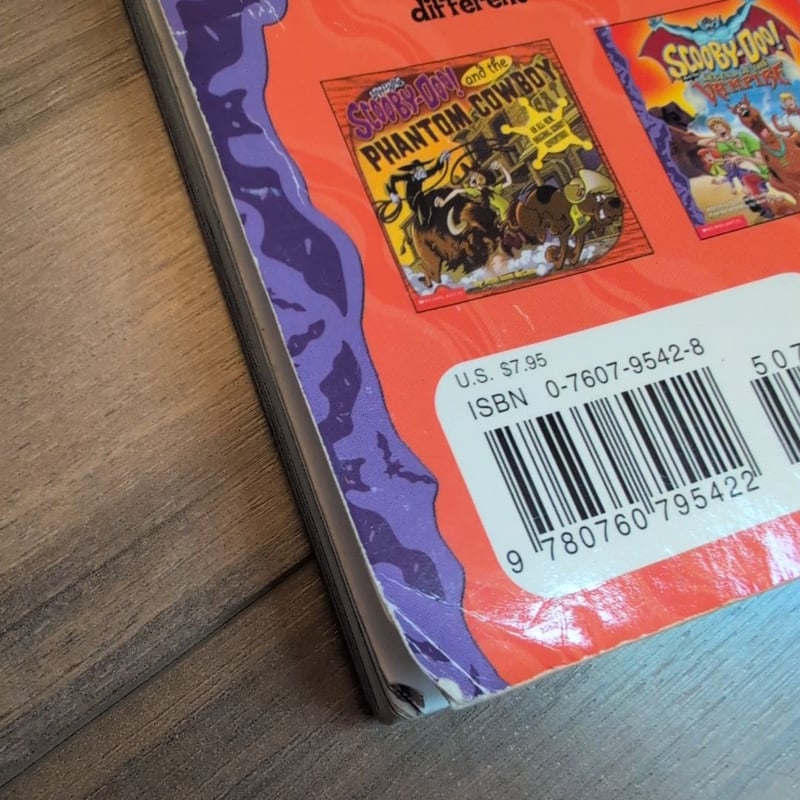 different
SCOOBY-DOO!
and the
PHANTOM COWBOY
SCOOBY-DOO!
VAMPIRE
U.S. $7.95
ISBN 0-7607-9542-8
507
9 780760 795422